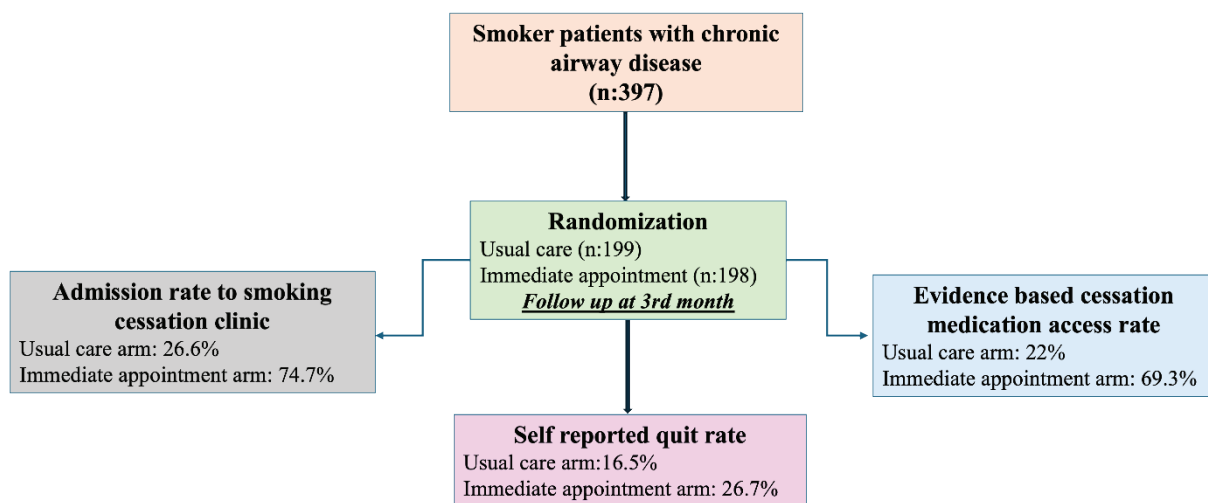 Smoker patients with chronic
airway disease
(n:397)
Randomization
Usual care (n:199)
Immediate appointment (n:198)
Follow up at 3rd month
Admission rate to smoking
cessation clinic
Usual care arm: 26.6%
Immediate appointment arm: 74.7%
Evidence based cessation
medication access rate
Usual care arm: 22%
Immediate appointment arm: 69.3%
Self reported quit rate
Usual care arm:16.5%
Immediate appointment arm: 26.7%